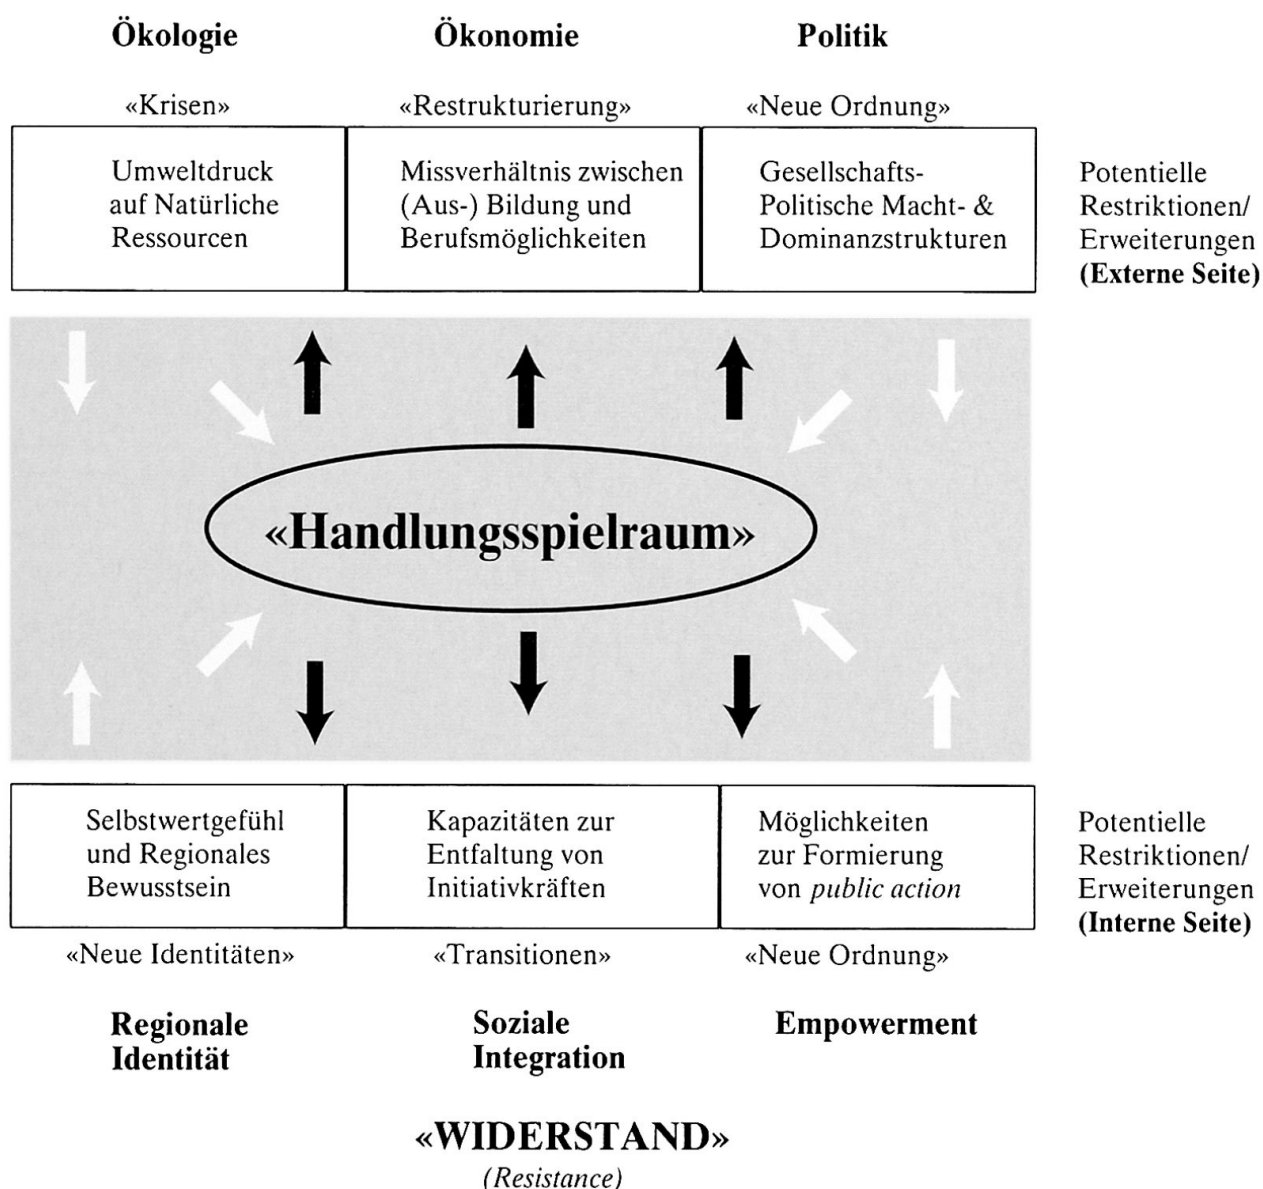 Ökologie
Ökonomie
Politik
«Krisen»
«Restrukturierung»
«Neue Ordnung»
Umweltdruck
auf Natürliche
Ressourcen
Missverhältnis zwischen
(Aus-) Bildung und
Berufsmöglichkeiten
Gesellschafts-
Politische Macht- &
Dominanzstrukturen
Potentielle
Restriktionen/
Erweiterungen
(Externe Seite)
«Handlungsspielraum»
Selbstwertgefühl
und Regionales
Bewusstsein
Kapazitäten zur
Entfaltung von
Initiativkräften
Möglichkeiten
zur Formierung
von public action
Potentielle
Restriktionen/
Erweiterungen
(Interne Seite)
«Neue Identitäten»
«Transitionen»
«Neue Ordnung»
Regionale
Identität
Soziale
Integration
Empowerment
«WIDERSTAND»
(Resistance)